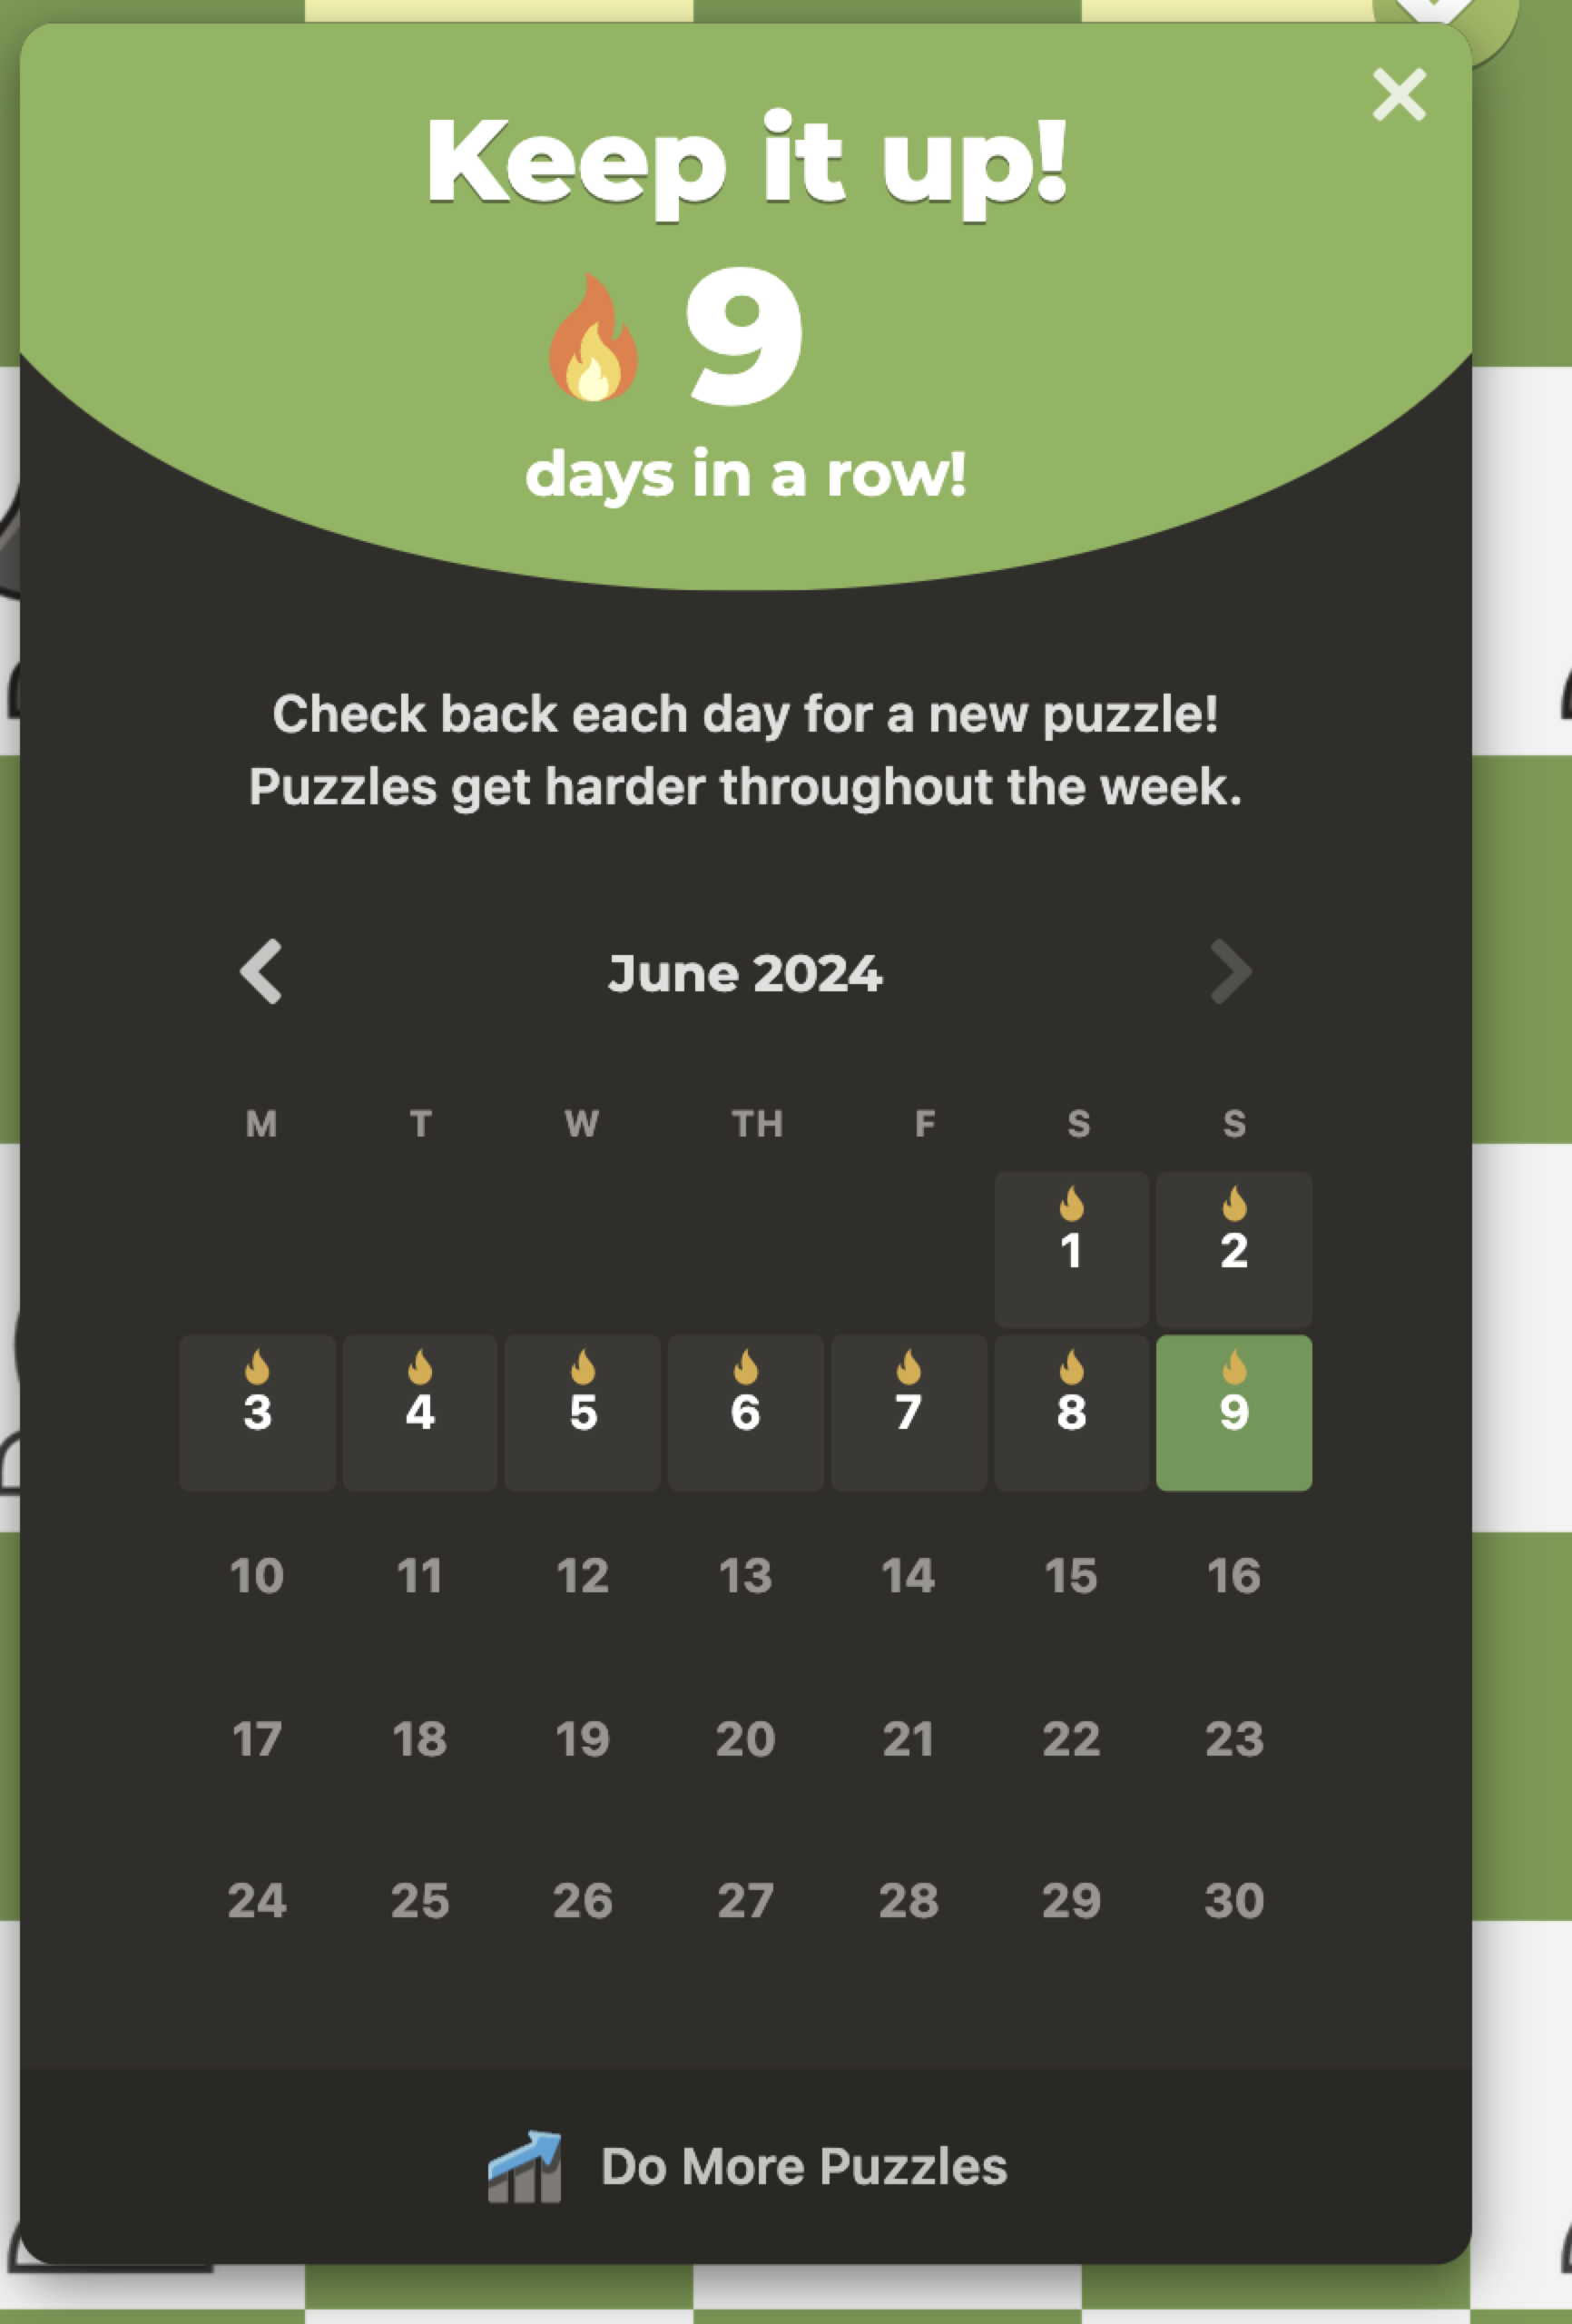 Keep it up!
9
days in a row!
Check back each day for a new puzzle!
Puzzles get harder throughout the week.
June 2024
M T W TH F S S
1 2
3 4 5 6 7 8 9
10 11 12 13 14 15 16
17 18 19 20 21 22 23
24 25 26 27 28 29 30
Do More Puzzles